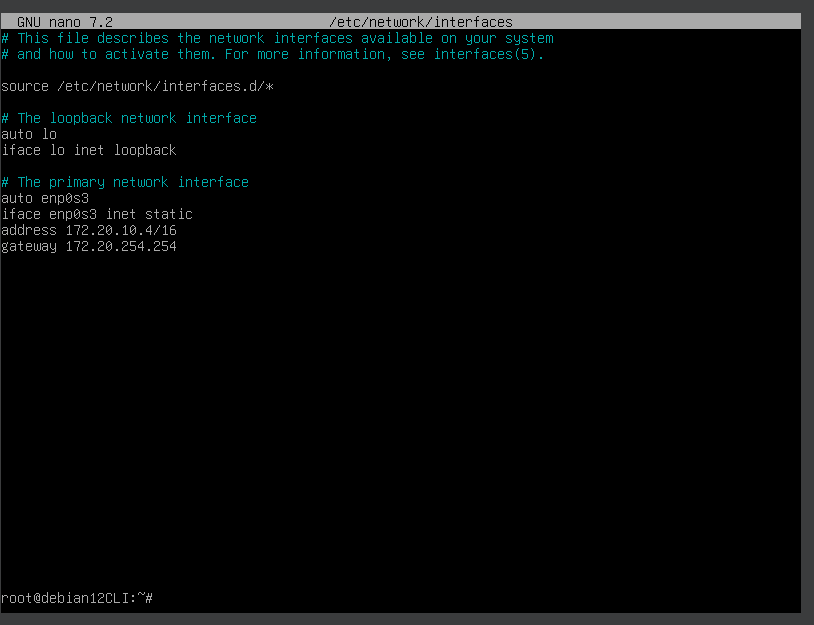 GNU nano 7.2 /etc/network/interfaces
# This file describes the network interfaces available on your system
# and how to activate them. For more information, see interfaces(5).
source /etc/network/interfaces.d/*
# The loopback network interface
auto lo
iface lo inet loopback
# The primary network interface
auto enp0s3
iface enp0s3 inet static
address 172.20.10.4/16
gateway 172.20.254.254
root@debian12CLI:~#